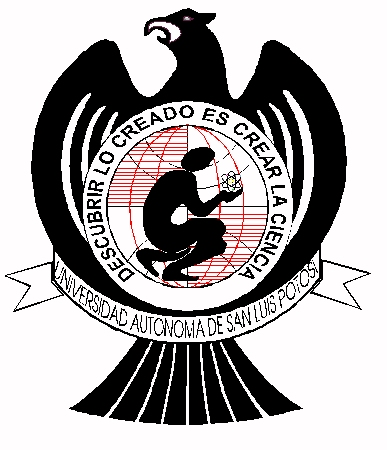 DESCUBRIR LO CREADO ES CREAR LA CIENCIA
UNIVERSIDAD AUTONOMA DE SAN LUIS POTOSI